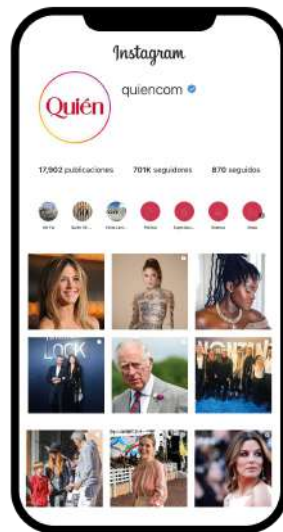 Instagram
Quién
quiencom
17,902 publicaciones 701K seguidores 870 seguidos
LOCK